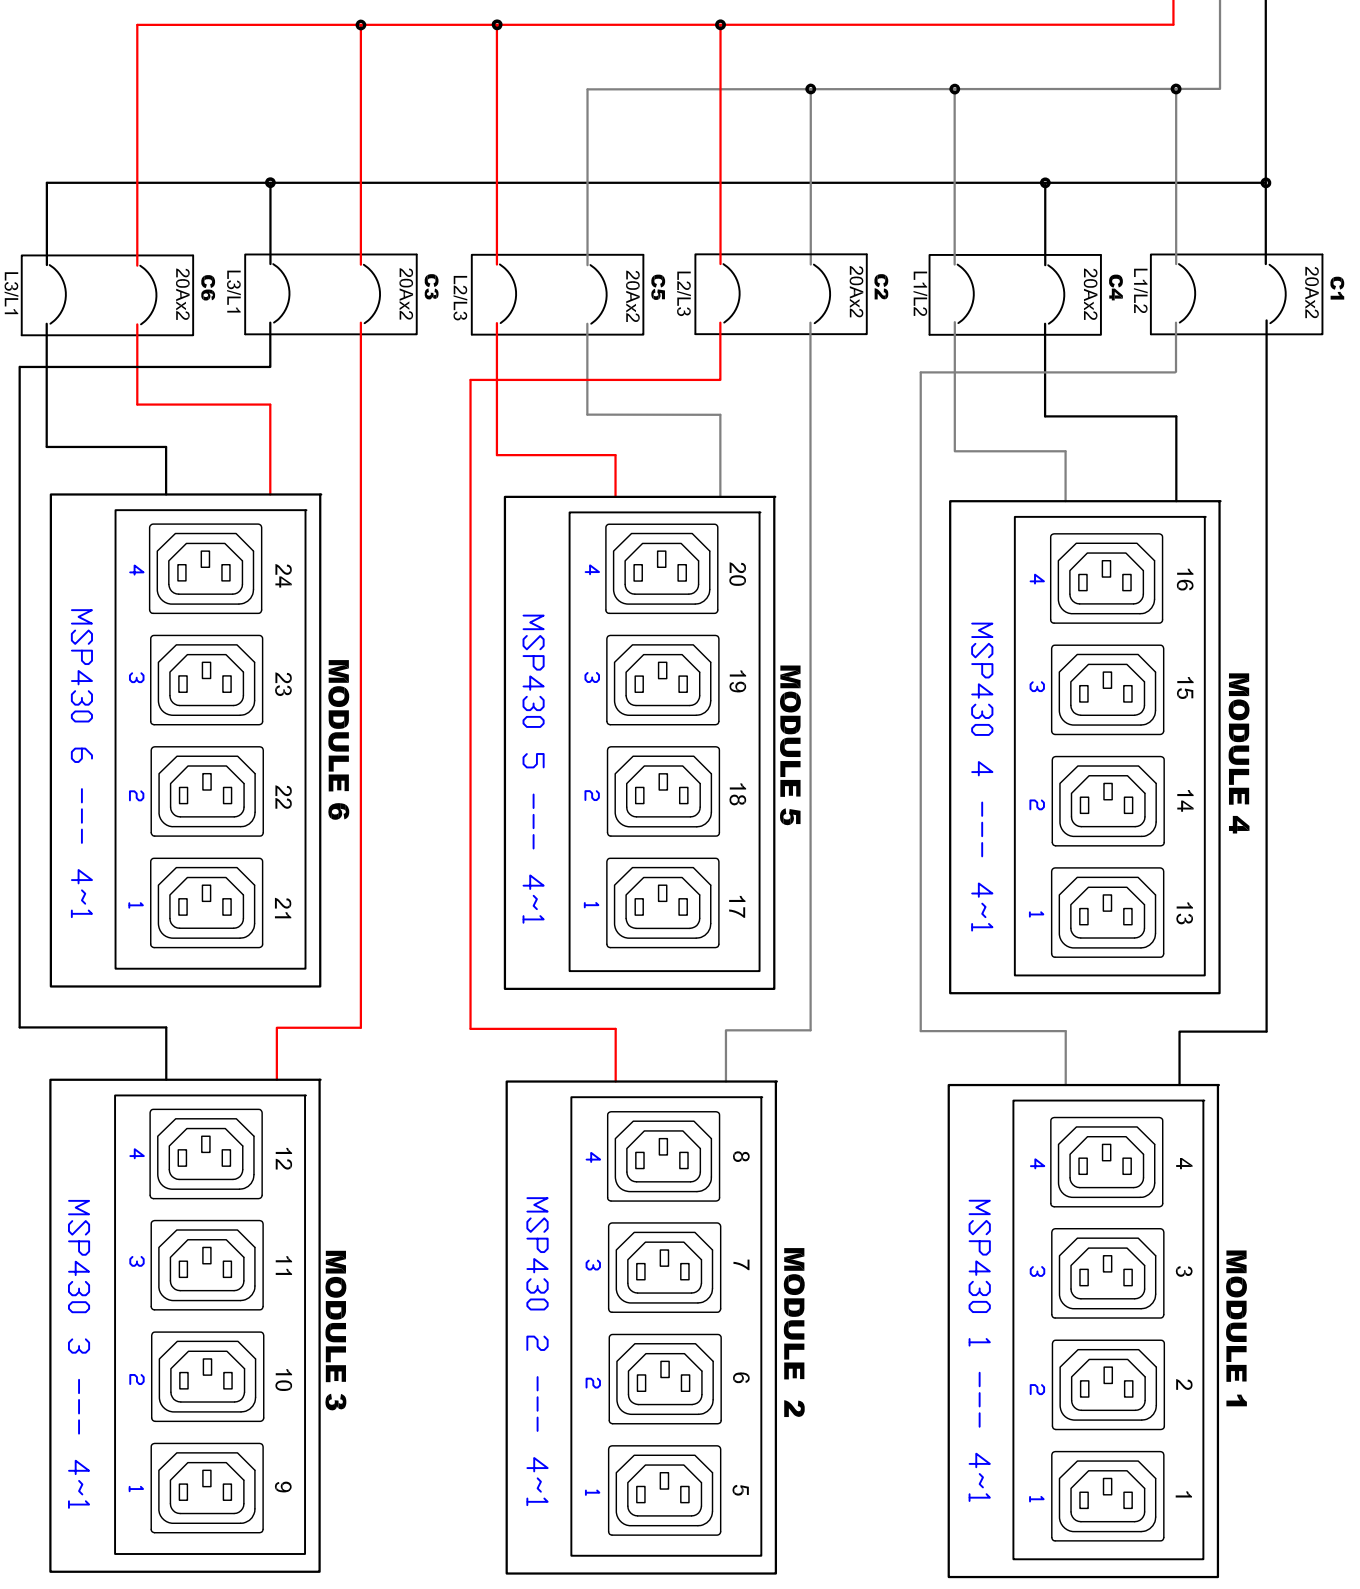 C1
20Ax2
L1/L2
C4
20Ax2
L1/L2
C2
20Ax2
L2/L3
C5
20Ax2
L2/L3
C3
20Ax2
L3/L1
C6
20Ax2
L3/L1
MODULE 4
16
15
14
13
4
3
2
1
MSP430 4 --- 4~1
MODULE 5
20
19
18
17
4
3
2
1
MSP430 5 --- 4~1
MODULE 6
24
23
22
21
4
3
2
1
MSP430 6 --- 4~1
MODULE 1
4
3
2
1
4
3
2
1
MSP430 1 --- 4~1
MODULE 2
8
7
6
5
4
3
2
1
MSP430 2 --- 4~1
MODULE 3
12
11
10
9
4
3
2
1
MSP430 3 --- 4~1